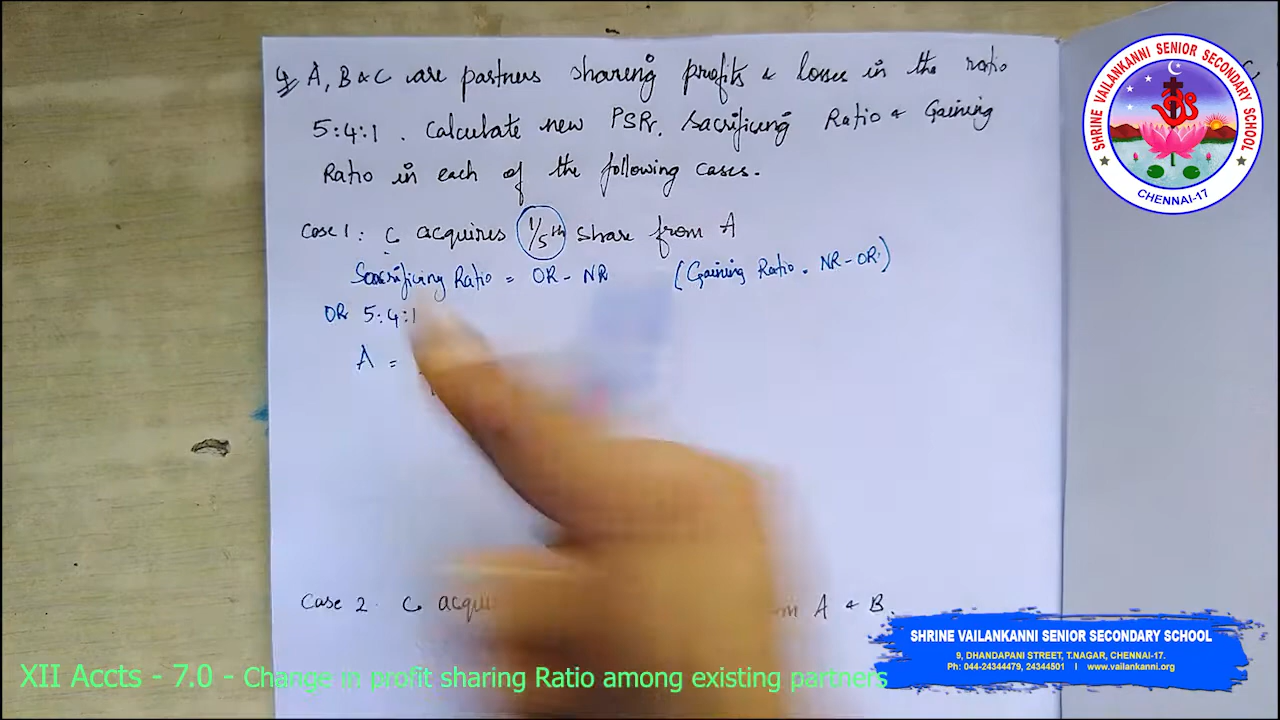 Q A, B & C are partners sharing profits & losses in the ratio
5:4:1. Calculate new PSR, Sacrificing Ratio & Gaining
Ratio in each of the following cases.
Case 1: C acquires 1/5th share from A
Sacrificing Ratio = OR - NR (Gaining Ratio = NR - OR)
OR 5:4:1
A =
Case 2. C acqui A & B.
SHRINE VAILANKANNI SENIOR SECONDARY SCHOOL
CHENNAI-17
SHRINE VAILANKANNI SENIOR SECONDARY SCHOOL
9, DHANDAPANI STREET, T.NAGAR, CHENNAI-17.
Ph: 044-24344479, 24344501 I www.vailankanni.org
XII Accts - 7.0 - Change in profit sharing Ratio among existing partners